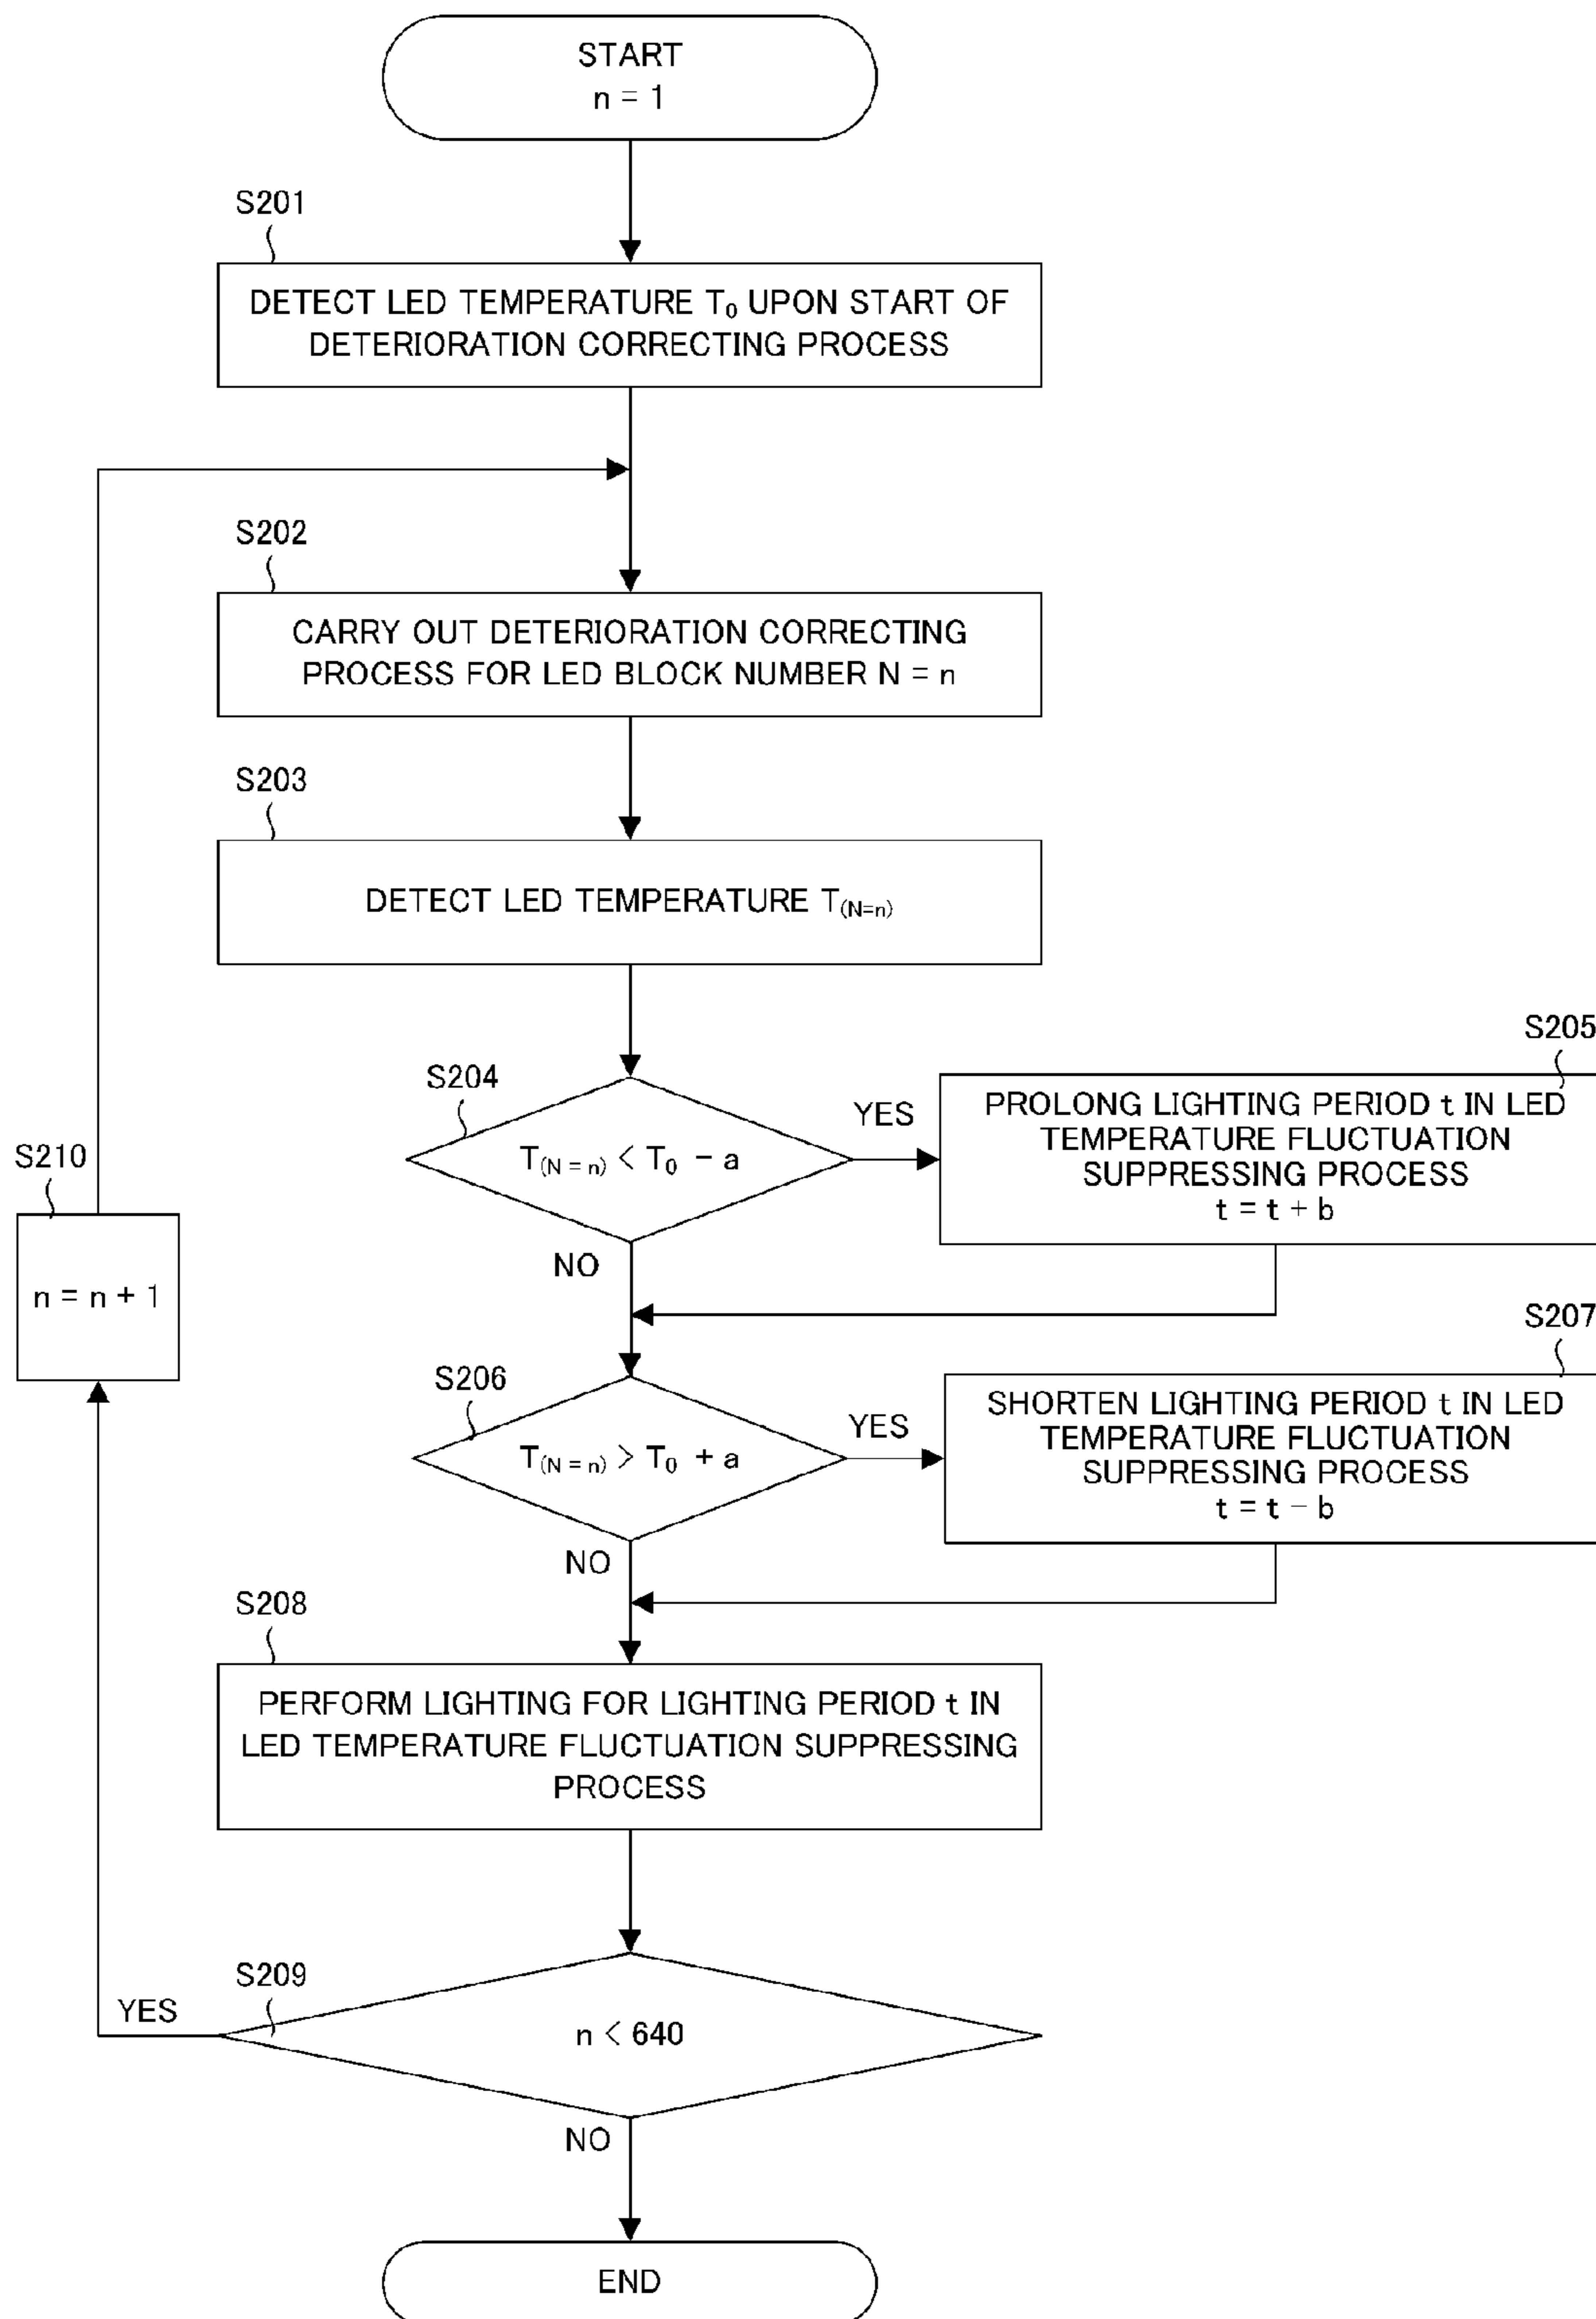 START
n = 1
S201
DETECT LED TEMPERATURE T₀ UPON START OF
DETERIORATION CORRECTING PROCESS
S202
CARRY OUT DETERIORATION CORRECTING
PROCESS FOR LED BLOCK NUMBER N = n
S203
DETECT LED TEMPERATURE T(N=n)
S204
T(N = n) < T₀ − a
YES
NO
S205
PROLONG LIGHTING PERIOD t IN LED
TEMPERATURE FLUCTUATION
SUPPRESSING PROCESS
t = t + b
S206
T(N = n) > T₀ + a
YES
NO
S207
SHORTEN LIGHTING PERIOD t IN LED
TEMPERATURE FLUCTUATION
SUPPRESSING PROCESS
t = t − b
S208
PERFORM LIGHTING FOR LIGHTING PERIOD t IN
LED TEMPERATURE FLUCTUATION SUPPRESSING
PROCESS
S209
n < 640
YES
NO
S210
n = n + 1
END